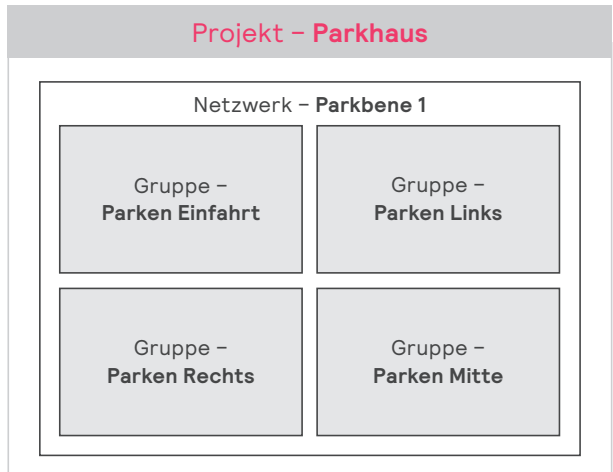 Projekt – Parkhaus
Netzwerk – Parkbene 1
Gruppe –
Parken Einfahrt
Gruppe –
Parken Links
Gruppe –
Parken Rechts
Gruppe –
Parken Mitte